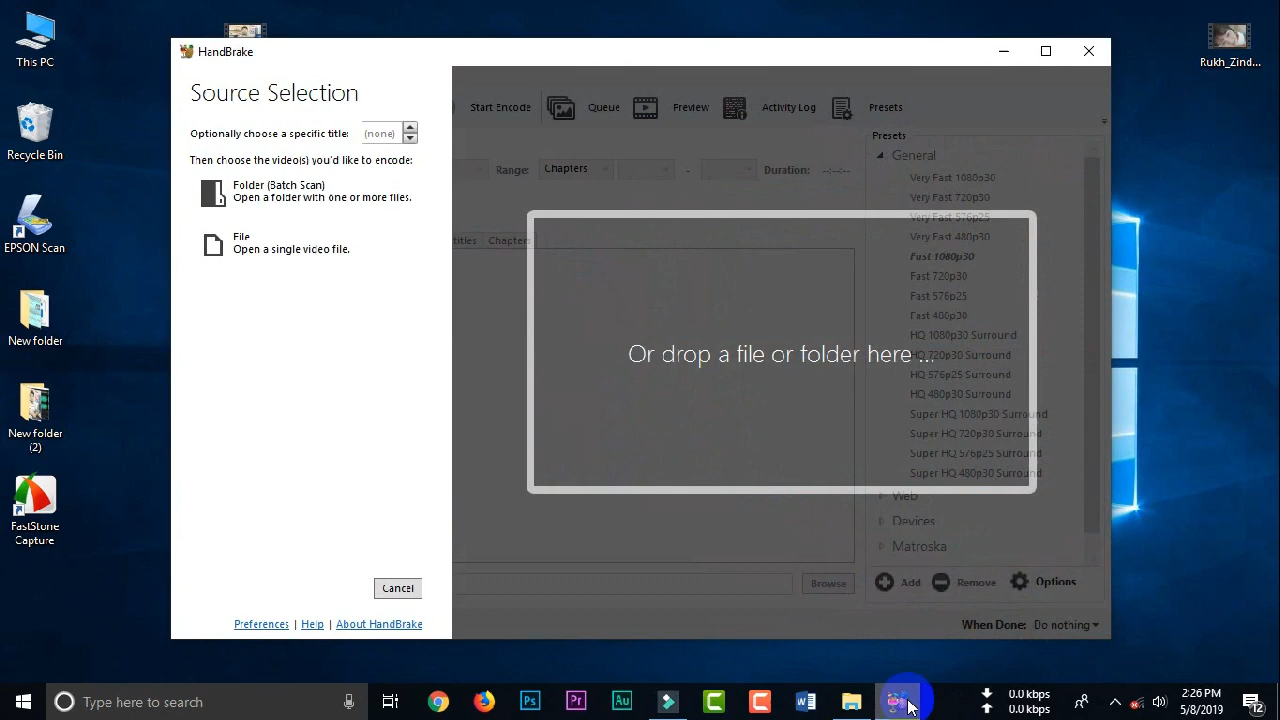 This PC
Recycle Bin
EPSON Scan
New folder
New folder
(2)
FastStone
Capture
Rukh_Zind...
HandBrake
Source Selection
Optionally choose a specific title: (none)
Then choose the video(s) you'd like to encode:
Folder (Batch Scan)
Open a folder with one or more files.
File
Open a single video file.
Cancel
Preferences | Help | About HandBrake
Start Encode Queue Preview Activity Log Presets
Range: Chapters - Duration: --:--:--
titles Chapters
Or drop a file or folder here ...
Browse
Presets
General
Very Fast 1080p30
Very Fast 720p30
Very Fast 576p25
Very Fast 480p30
Fast 1080p30
Fast 720p30
Fast 576p25
Fast 480p30
HQ 1080p30 Surround
HQ 720p30 Surround
HQ 576p25 Surround
HQ 480p30 Surround
Super HQ 1080p30 Surround
Super HQ 720p30 Surround
Super HQ 576p25 Surround
Super HQ 480p30 Surround
Web
Devices
Matroska
Add Remove Options
When Done: Do nothing
Type here to search
Ps Pr Au C C W
0.0 kbps
0.0 kbps
2:26 PM
5/8/2019
12